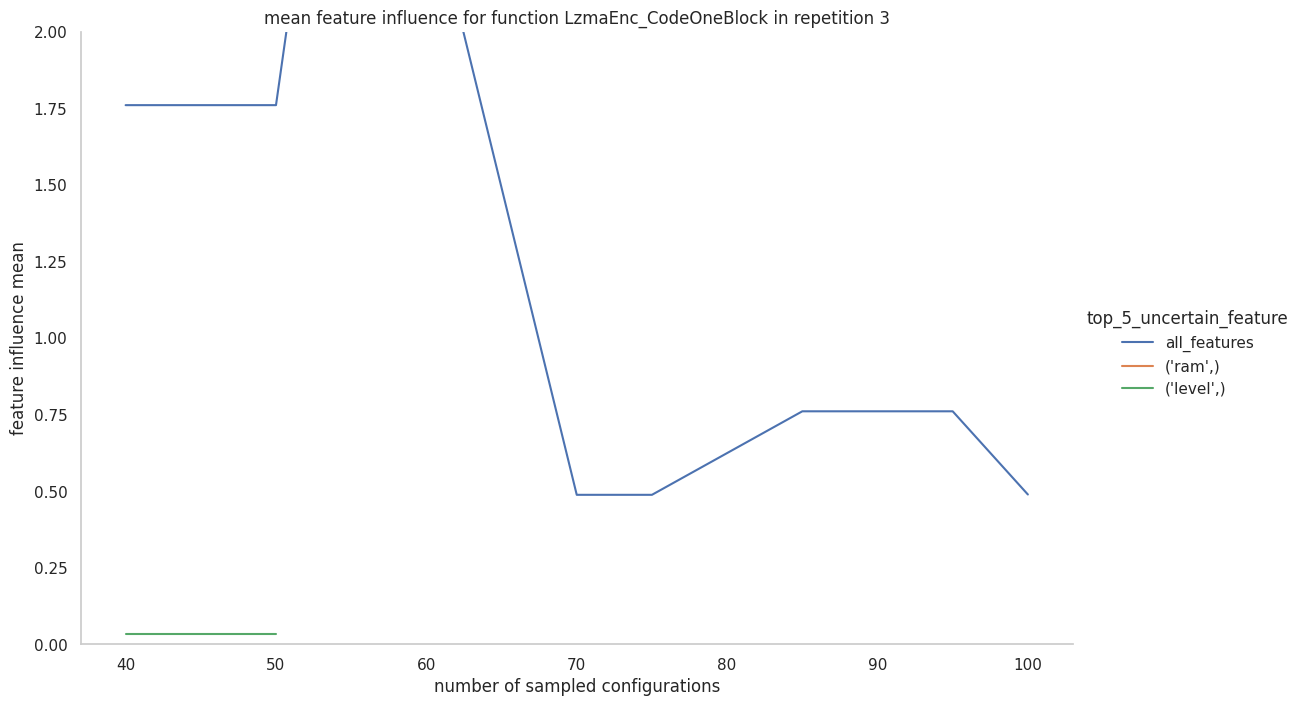 mean feature influence for function LzmaEnc_CodeOneBlock in repetition 3
2.00
1.75
1.50
1.25
1.00
0.75
0.50
0.25
0.00
feature influence mean
40 50 60 70 80 90 100
number of sampled configurations
top_5_uncertain_feature
all_features
('ram',)
('level',)